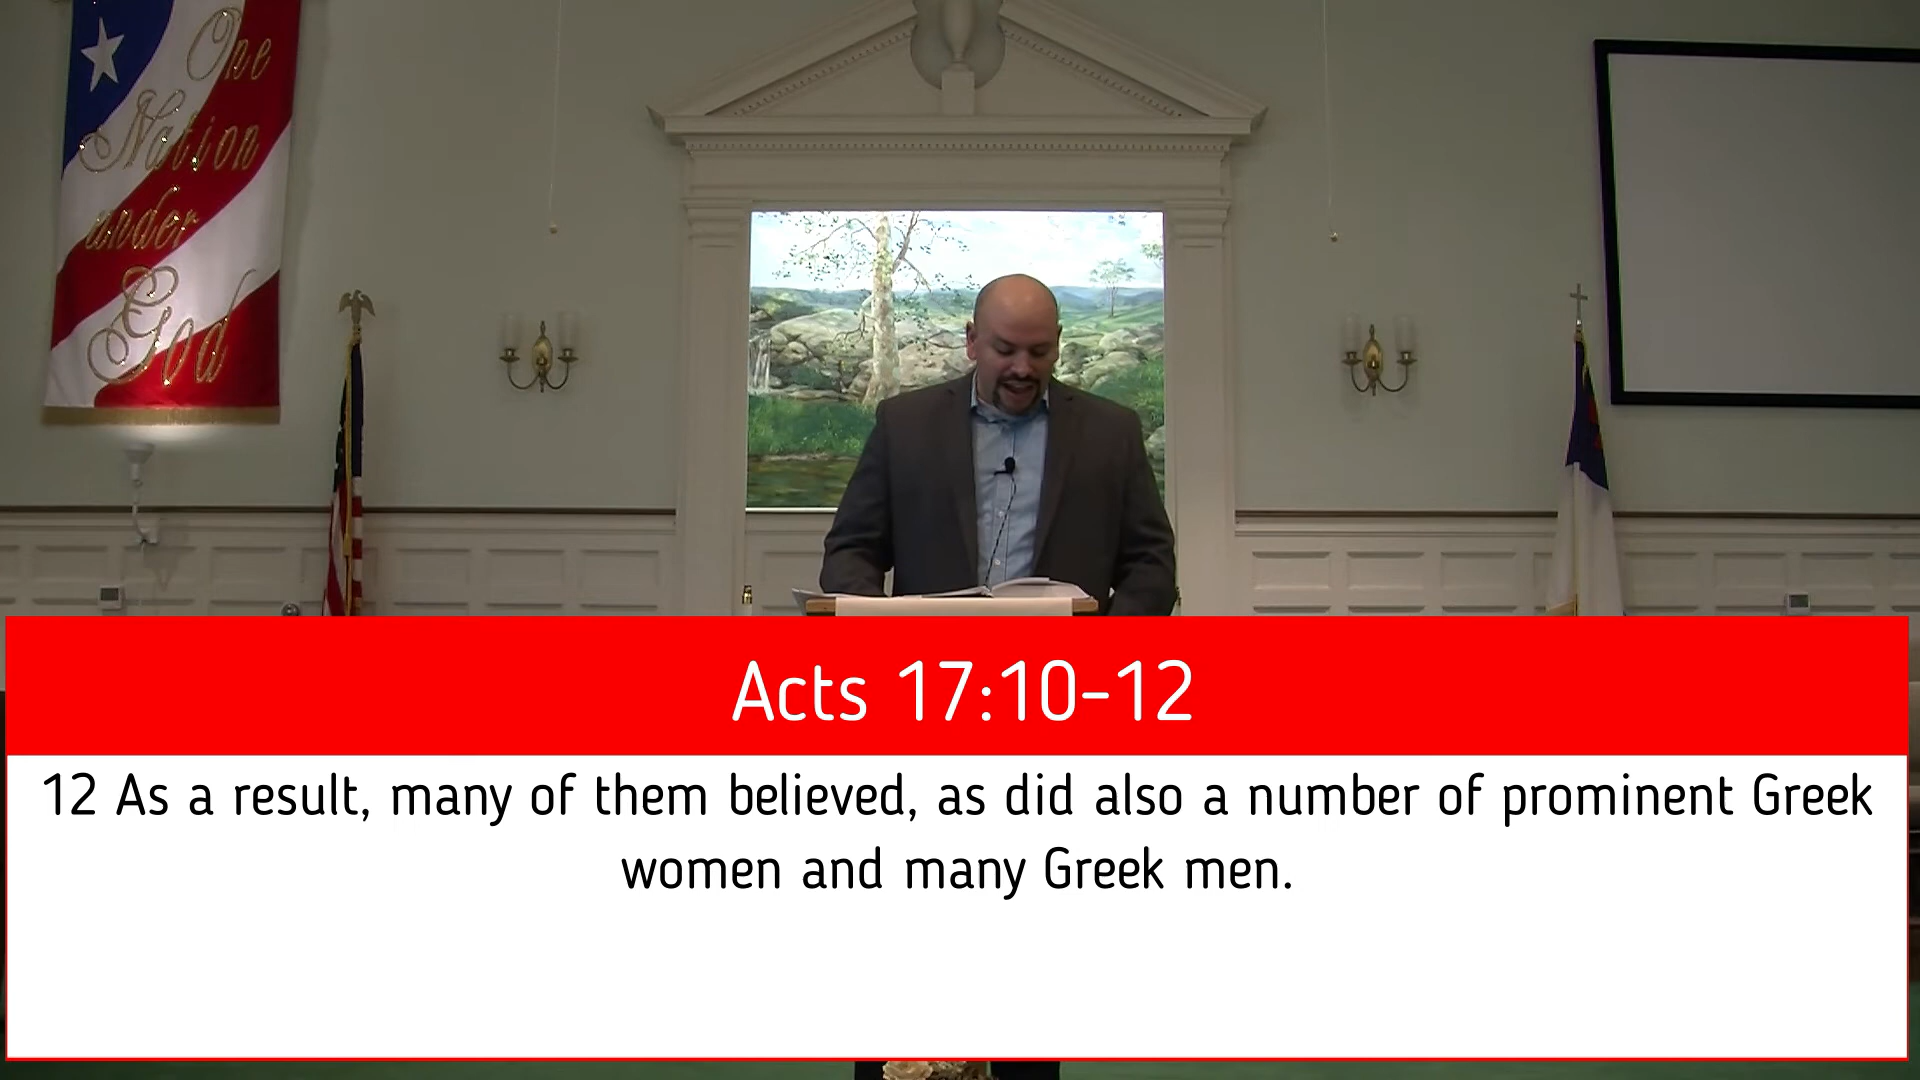 One
Nation
under
God
Acts 17:10-12
12 As a result, many of them believed, as did also a number of prominent Greek
women and many Greek men.